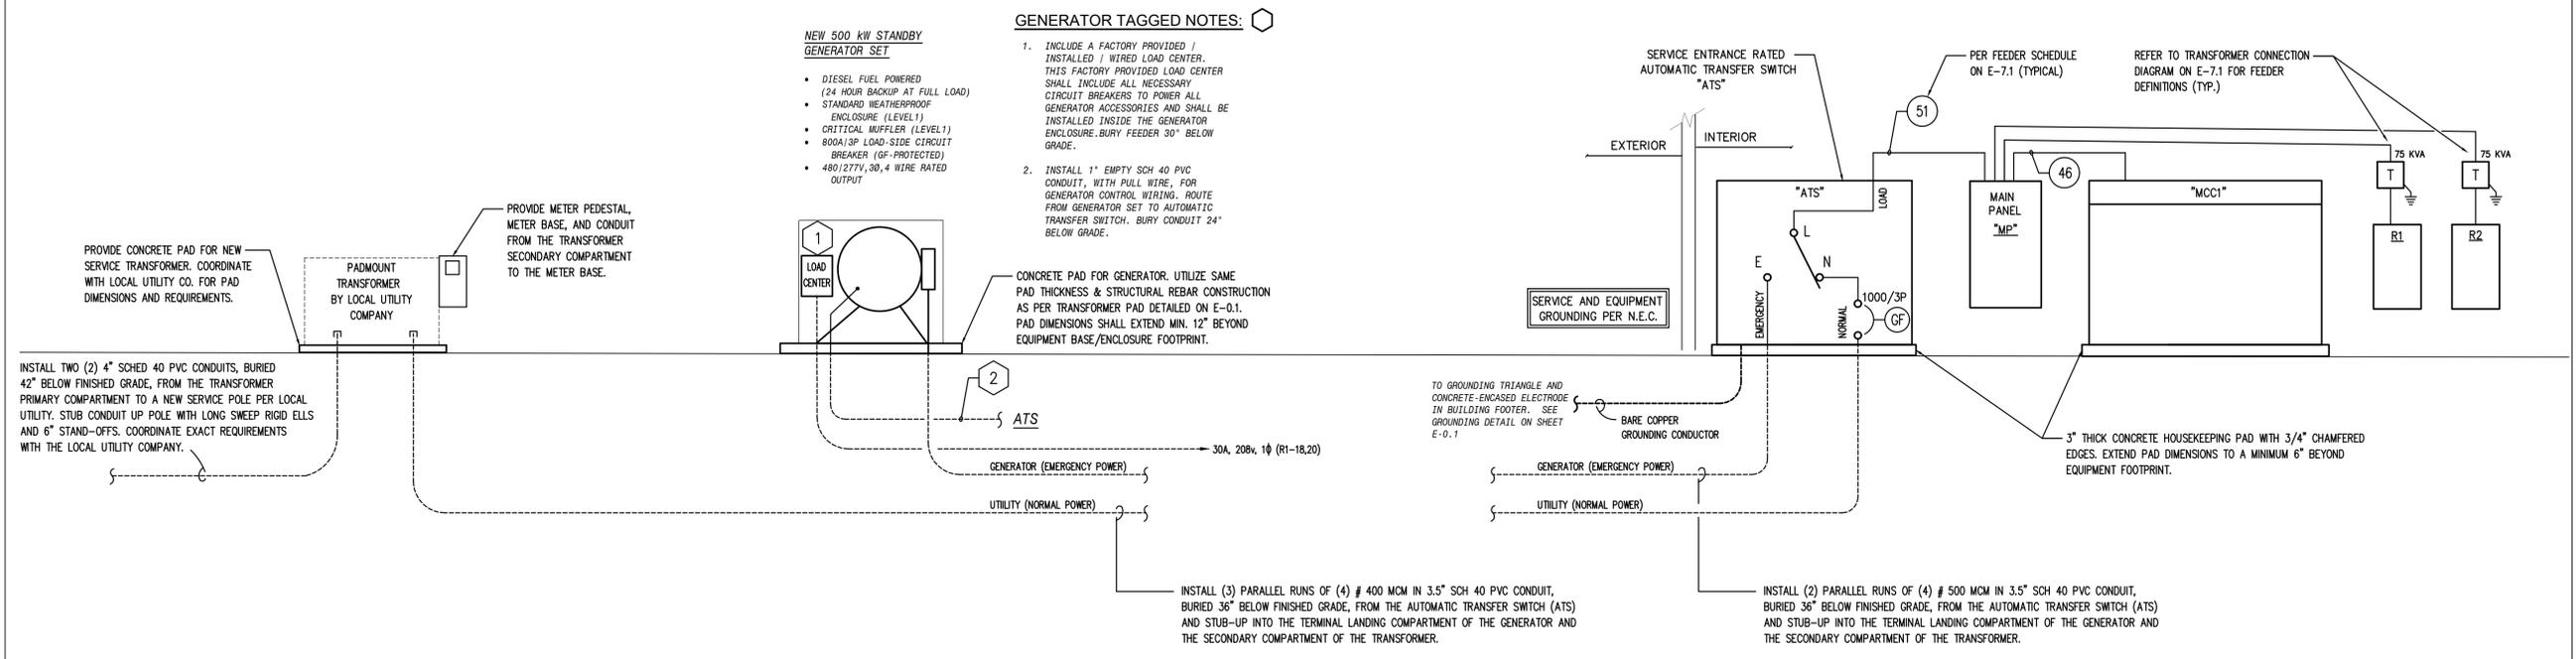 GENERATOR TAGGED NOTES:
1. INCLUDE A FACTORY PROVIDED /
INSTALLED / WIRED LOAD CENTER.
THIS FACTORY PROVIDED LOAD CENTER
SHALL INCLUDE ALL NECESSARY
CIRCUIT BREAKERS TO POWER ALL
GENERATOR ACCESSORIES AND SHALL BE
INSTALLED INSIDE THE GENERATOR
ENCLOSURE.BURY FEEDER 30" BELOW
GRADE.
2. INSTALL 1" EMPTY SCH 40 PVC
CONDUIT, WITH PULL WIRE, FOR
GENERATOR CONTROL WIRING. ROUTE
FROM GENERATOR SET TO AUTOMATIC
TRANSFER SWITCH. BURY CONDUIT 24"
BELOW GRADE.
NEW 500 kW STANDBY
GENERATOR SET
• DIESEL FUEL POWERED
(24 HOUR BACKUP AT FULL LOAD)
• STANDARD WEATHERPROOF
ENCLOSURE (LEVEL1)
• CRITICAL MUFFLER (LEVEL1)
• 800A/3P LOAD-SIDE CIRCUIT
BREAKER (GF-PROTECTED)
• 480/277V,3Ø,4 WIRE RATED
OUTPUT
PROVIDE CONCRETE PAD FOR NEW
SERVICE TRANSFORMER. COORDINATE
WITH LOCAL UTILITY CO. FOR PAD
DIMENSIONS AND REQUIREMENTS.
PADMOUNT
TRANSFORMER
BY LOCAL UTILITY
COMPANY
PROVIDE METER PEDESTAL,
METER BASE, AND CONDUIT
FROM THE TRANSFORMER
SECONDARY COMPARTMENT
TO THE METER BASE.
1
LOAD
CENTER
CONCRETE PAD FOR GENERATOR. UTILIZE SAME
PAD THICKNESS & STRUCTURAL REBAR CONSTRUCTION
AS PER TRANSFORMER PAD DETAILED ON E-0.1.
PAD DIMENSIONS SHALL EXTEND MIN. 12" BEYOND
EQUIPMENT BASE/ENCLOSURE FOOTPRINT.
SERVICE ENTRANCE RATED
AUTOMATIC TRANSFER SWITCH
"ATS"
PER FEEDER SCHEDULE
ON E-7.1 (TYPICAL)
REFER TO TRANSFORMER CONNECTION
DIAGRAM ON E-7.1 FOR FEEDER
DEFINITIONS (TYP.)
51
EXTERIOR
INTERIOR
46
75 KVA
75 KVA
T
T
"ATS"
LOAD
L
E
N
EMERGENCY
NORMAL
1000/3P
GF
MAIN
PANEL
"MP"
"MCC1"
R1
R2
SERVICE AND EQUIPMENT
GROUNDING PER N.E.C.
INSTALL TWO (2) 4" SCHED 40 PVC CONDUITS, BURIED
42" BELOW FINISHED GRADE, FROM THE TRANSFORMER
PRIMARY COMPARTMENT TO A NEW SERVICE POLE PER LOCAL
UTILITY. STUB CONDUIT UP POLE WITH LONG SWEEP RIGID ELLS
AND 6" STAND-OFFS. COORDINATE EXACT REQUIREMENTS
WITH THE LOCAL UTILITY COMPANY.
2
ATS
30A, 208v, 1ϕ (R1-18,20)
GENERATOR (EMERGENCY POWER)
UTIILITY (NORMAL POWER)
TO GROUNDING TRIANGLE AND
CONCRETE-ENCASED ELECTRODE
IN BUILDING FOOTER. SEE
GROUNDING DETAIL ON SHEET
E-0.1
BARE COPPER
GROUNDING CONDUCTOR
GENERATOR (EMERGENCY POWER)
UTIILITY (NORMAL POWER)
3" THICK CONCRETE HOUSEKEEPING PAD WITH 3/4" CHAMFERED
EDGES. EXTEND PAD DIMENSIONS TO A MINIMUM 6" BEYOND
EQUIPMENT FOOTPRINT.
INSTALL (3) PARALLEL RUNS OF (4) # 400 MCM IN 3.5" SCH 40 PVC CONDUIT,
BURIED 36" BELOW FINISHED GRADE, FROM THE AUTOMATIC TRANSFER SWITCH (ATS)
AND STUB-UP INTO THE TERMINAL LANDING COMPARTMENT OF THE GENERATOR AND
THE SECONDARY COMPARTMENT OF THE TRANSFORMER.
INSTALL (2) PARALLEL RUNS OF (4) # 500 MCM IN 3.5" SCH 40 PVC CONDUIT,
BURIED 36" BELOW FINISHED GRADE, FROM THE AUTOMATIC TRANSFER SWITCH (ATS)
AND STUB-UP INTO THE TERMINAL LANDING COMPARTMENT OF THE GENERATOR AND
THE SECONDARY COMPARTMENT OF THE TRANSFORMER.